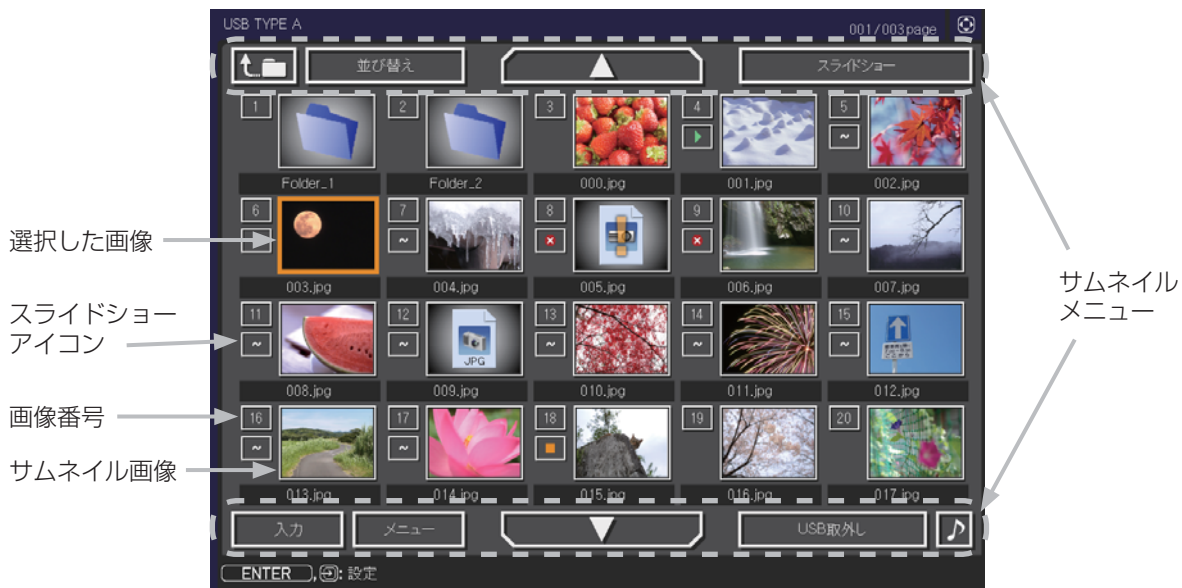 USB TYPE A
001/003page
並び替え
スライドショー
1 2 3 4 5
~
Folder_1 Folder_2 000.jpg 001.jpg 002.jpg
選択した画像
6 7 8 9 10
~ ~
003.jpg 004.jpg 005.jpg 006.jpg 007.jpg
サムネイル
メニュー
スライドショー
アイコン
11 12 13 14 15
~ ~ ~ ~ ~
JPG
008.jpg 009.jpg 010.jpg 011.jpg 012.jpg
画像番号
16 17 18 19 20
~ ~
サムネイル画像
013.jpg 014.jpg 015.jpg 016.jpg 017.jpg
入力 メニュー USB取外し
ENTER , : 設定